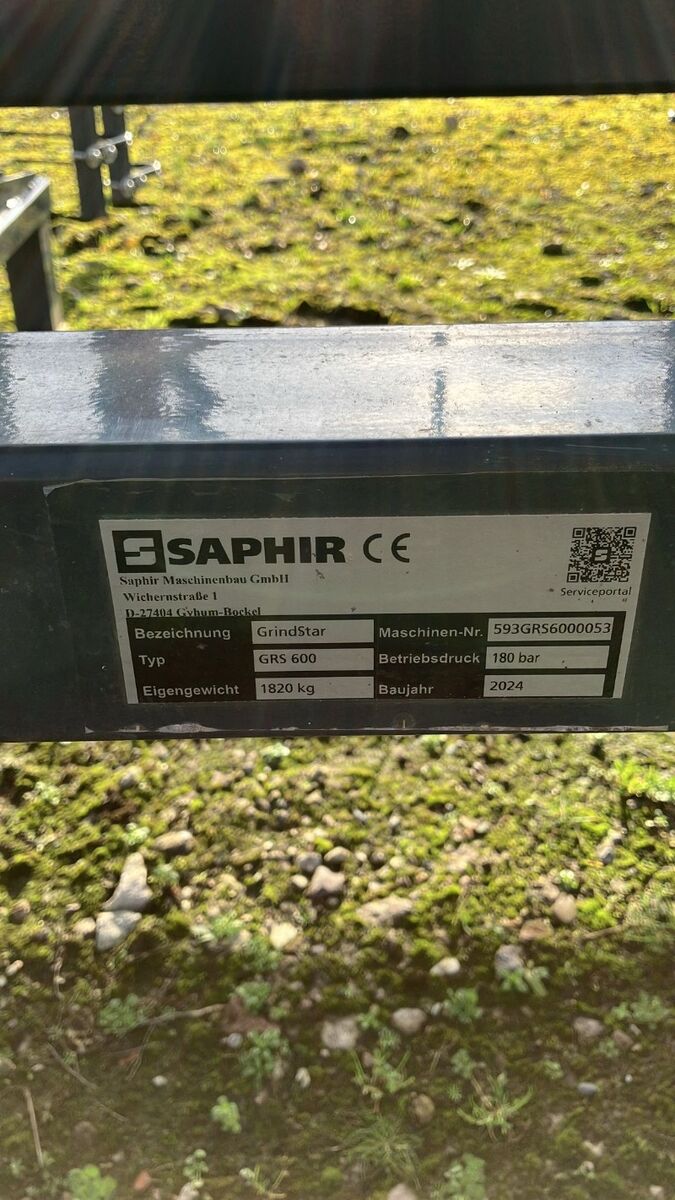 SAPHIR CE
Saphir Maschinenbau GmbH
Wichernstraße 1
D-27404 Gyhum-Bockel
Serviceportal
Bezeichnung GrindStar Maschinen-Nr. 593GRS6000053
Typ GRS 600 Betriebsdruck 180 bar
Eigengewicht 1820 kg Baujahr 2024